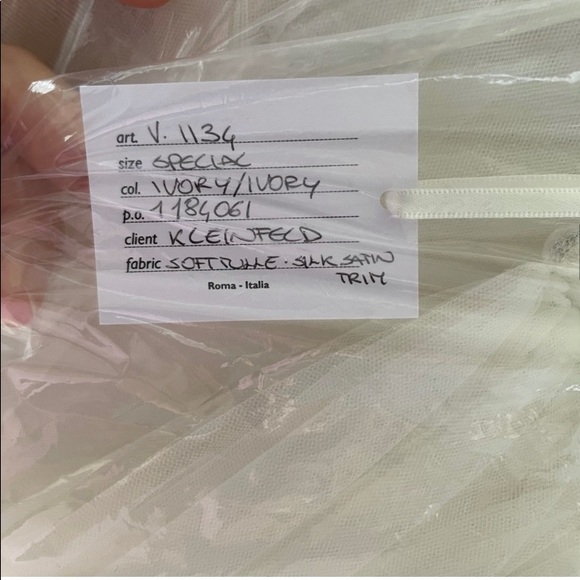 art. V. 1134
size SPECIAL
col. IVORY/IVORY
p.o. 1184061
client KLEINFELD
fabric SOFT TULLE · SILK SATIN
TRIM
Roma - Italia